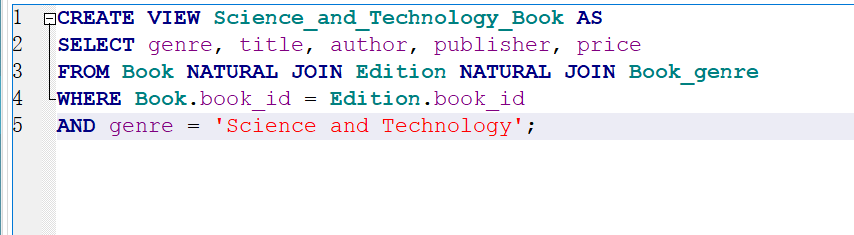 1 CREATE VIEW Science_and_Technology_Book AS
2 SELECT genre, title, author, publisher, price
3 FROM Book NATURAL JOIN Edition NATURAL JOIN Book_genre
4 WHERE Book.book_id = Edition.book_id
5 AND genre = 'Science and Technology';